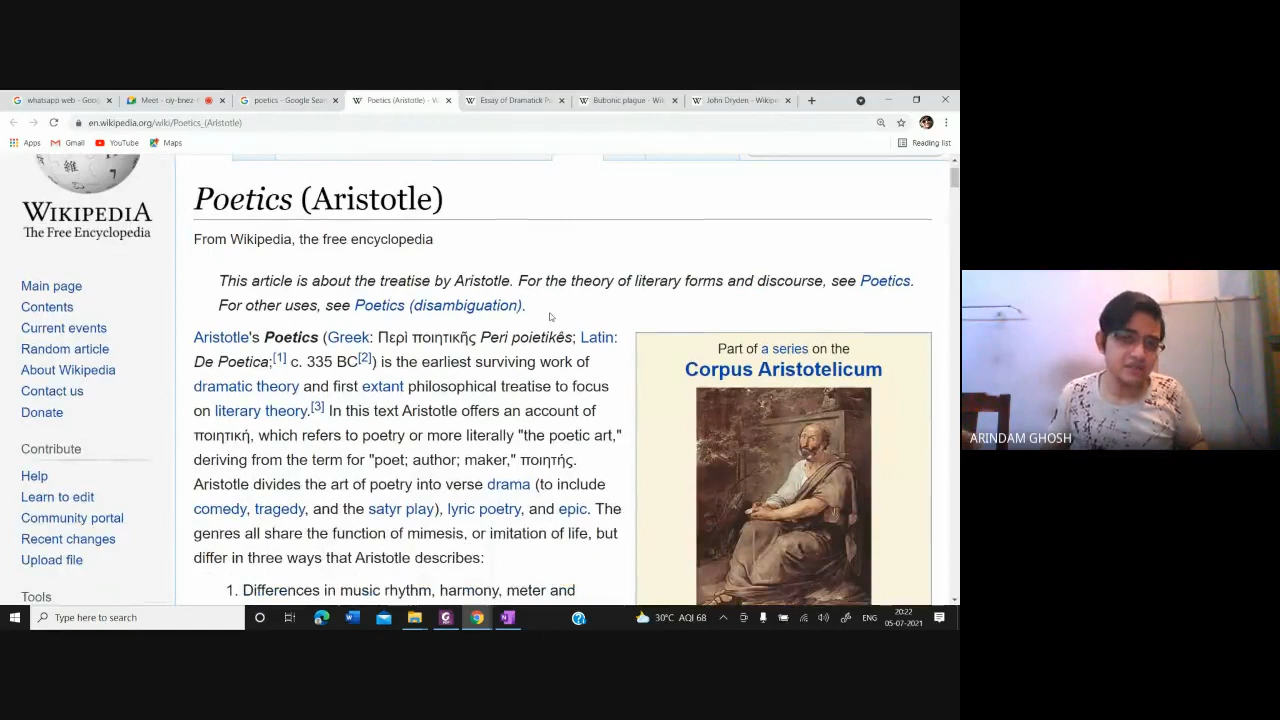 whatsapp web - Goo
Meet - oiy-bnez-
poetics - Google Sear
Poetics (Aristotle) - W
Essay of Dramatick Po
Bubonic plague - Wiki
John Dryden - Wikipe
en.wikipedia.org/wiki/Poetics_(Aristotle)
Apps
Gmail
YouTube
Maps
Reading list
WIKIPEDIA
The Free Encyclopedia
Main page
Contents
Current events
Random article
About Wikipedia
Contact us
Donate
Contribute
Help
Learn to edit
Community portal
Recent changes
Upload file
Tools
Poetics (Aristotle)
From Wikipedia, the free encyclopedia
This article is about the treatise by Aristotle. For the theory of literary forms and discourse, see Poetics.
For other uses, see Poetics (disambiguation).
Aristotle's Poetics (Greek: Περὶ ποιητικῆς Peri poietikês; Latin:
De Poetica;[1] c. 335 BC[2]) is the earliest surviving work of
dramatic theory and first extant philosophical treatise to focus
on literary theory.[3] In this text Aristotle offers an account of
ποιητική, which refers to poetry or more literally "the poetic art,"
deriving from the term for "poet; author; maker," ποιητής.
Aristotle divides the art of poetry into verse drama (to include
comedy, tragedy, and the satyr play), lyric poetry, and epic. The
genres all share the function of mimesis, or imitation of life, but
differ in three ways that Aristotle describes:
1. Differences in music rhythm, harmony, meter and
Part of a series on the
Corpus Aristotelicum
ARINDAM GHOSH
Type here to search
30°C AQI 68
ENG
20:22
05-07-2021